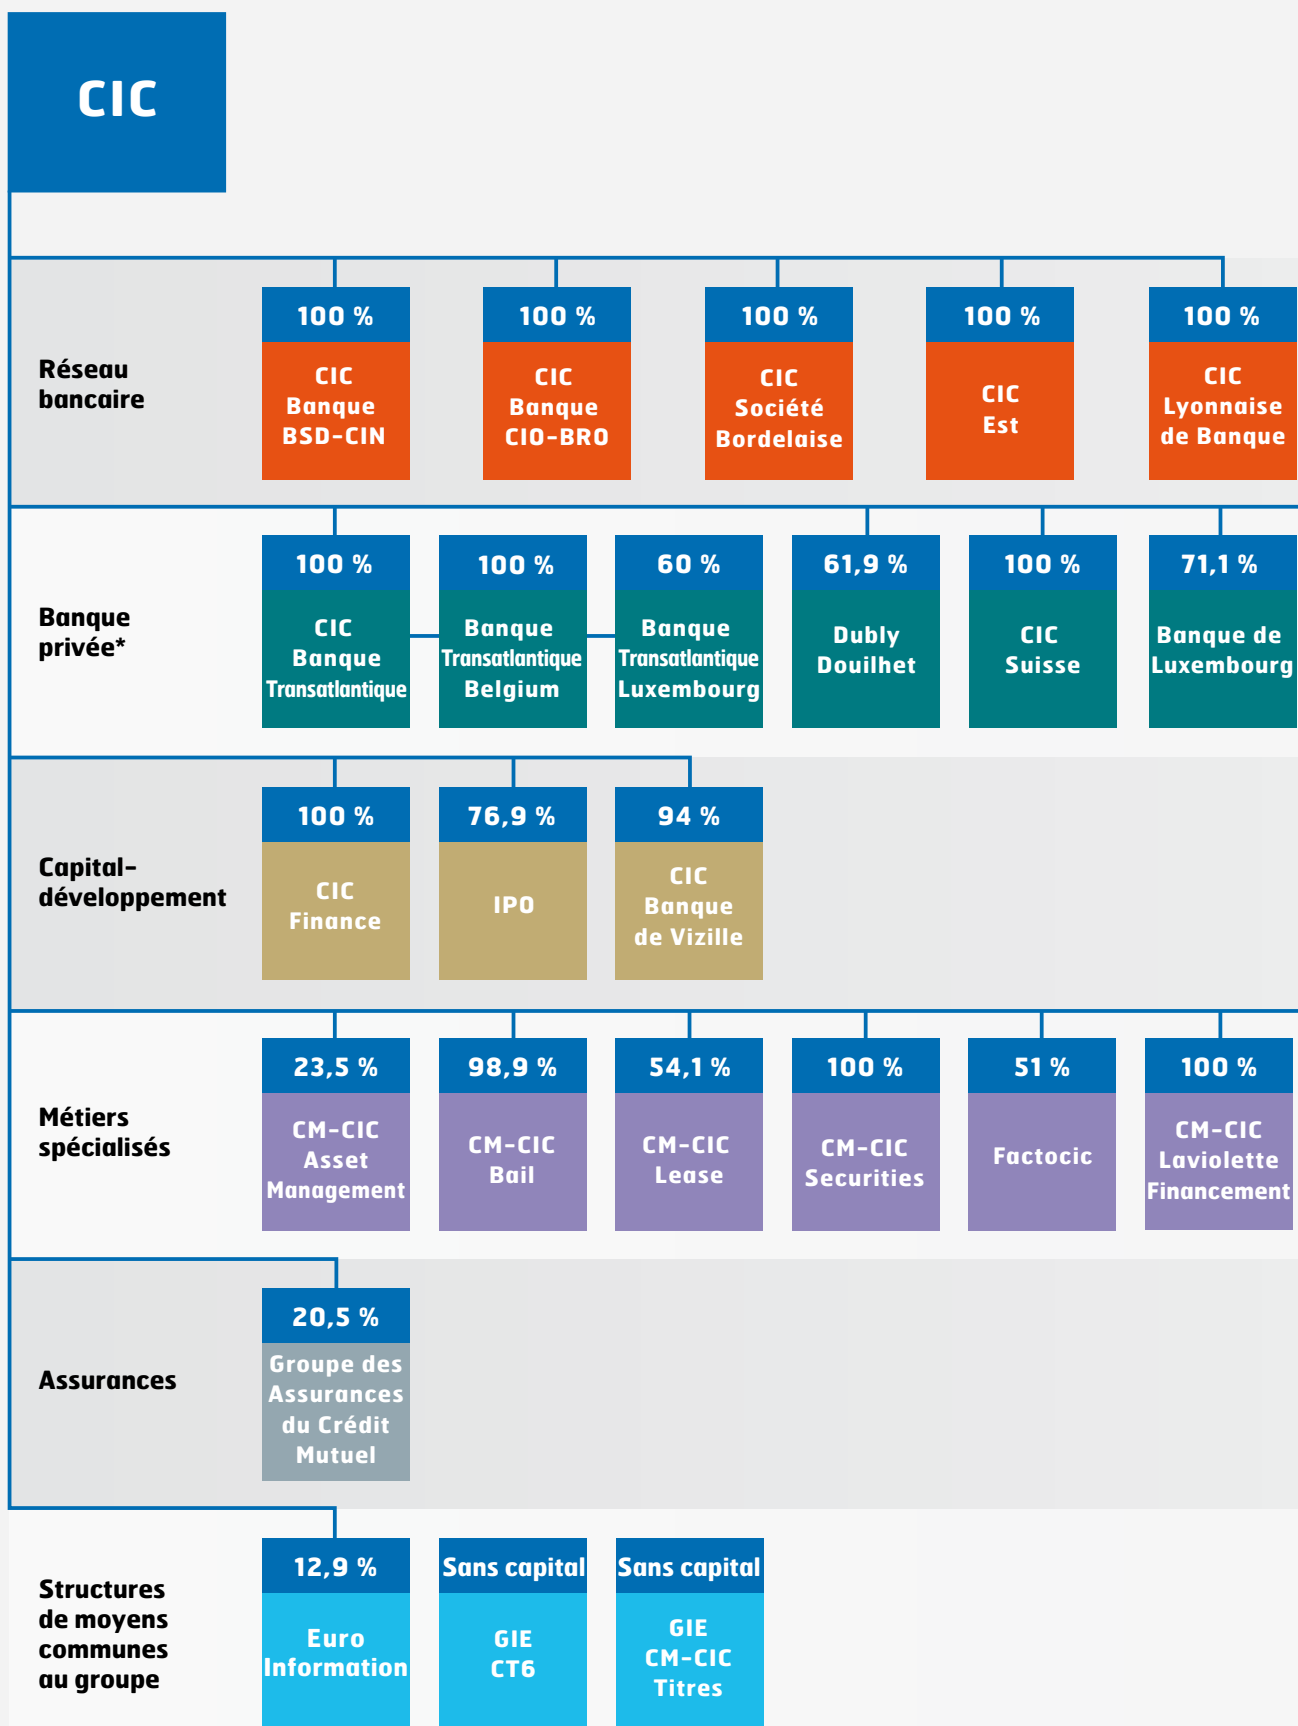 CIC
Réseau
bancaire
100 %
CIC
Banque
BSD-CIN
100 %
CIC
Banque
CIO-BRO
100 %
CIC
Société
Bordelaise
100 %
CIC
Est
100 %
CIC
Lyonnaise
de Banque
Banque
privée*
100 %
CIC
Banque
Transatlantique
100 %
Banque
Transatlantique
Belgium
60 %
Banque
Transatlantique
Luxembourg
61,9 %
Dubly
Douilhet
100 %
CIC
Suisse
71,1 %
Banque de
Luxembourg
Capital-
développement
100 %
CIC
Finance
76,9 %
IPO
94 %
CIC
Banque
de Vizille
Métiers
spécialisés
23,5 %
CM-CIC
Asset
Management
98,9 %
CM-CIC
Bail
54,1 %
CM-CIC
Lease
100 %
CM-CIC
Securities
51 %
Factocic
100 %
CM-CIC
Laviolette
Financement
Assurances
20,5 %
Groupe des
Assurances
du Crédit
Mutuel
Structures
de moyens
communes
au groupe
12,9 %
Euro
Information
Sans capital
GIE
CT6
Sans capital
GIE
CM-CIC
Titres